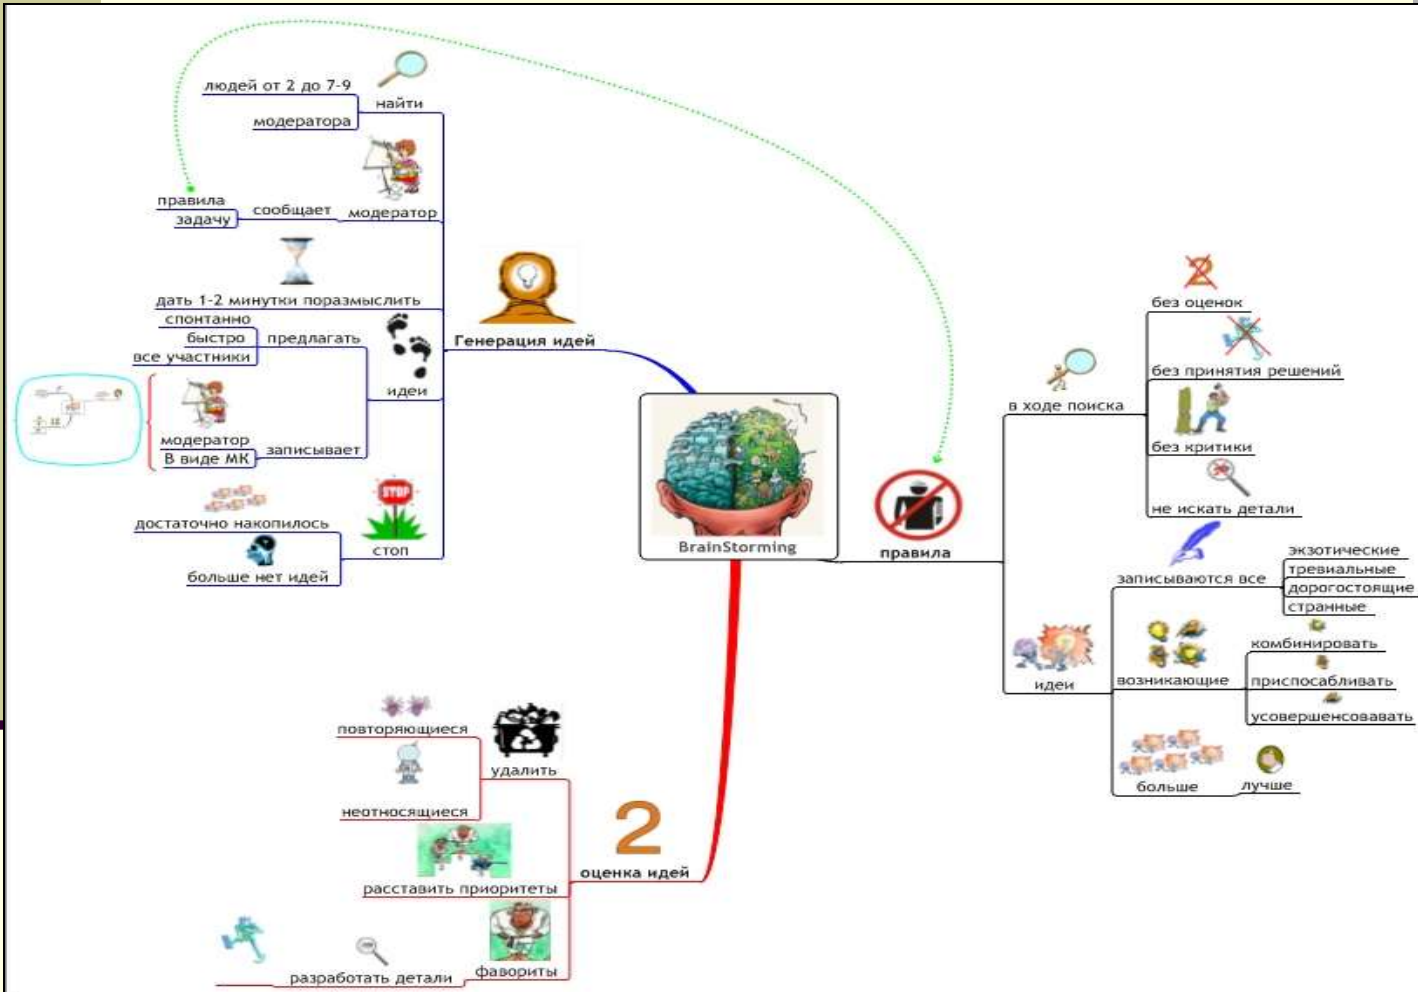 людей от 2 до 7-9
найти
модератора
правила
задачу
сообщает
модератор
дать 1-2 минутки поразмыслить
спонтанно
быстро
все участники
предлагать
идеи
модератор
В виде МК
записывает
STOP
достаточно накопилось
больше нет идей
стоп
Генерация идей
BrainStorming
правила
в ходе поиска
2
без оценок
без принятия решений
без критики
не искать детали
идеи
записываются все
экзотические
тревиальные
дорогостоящие
странные
возникающие
комбинировать
приспосабливать
усовершенсовавать
больше
лучше
2
оценка идей
удалить
повторяющиеся
неотносящиеся
расставить приоритеты
фавориты
разработать детали